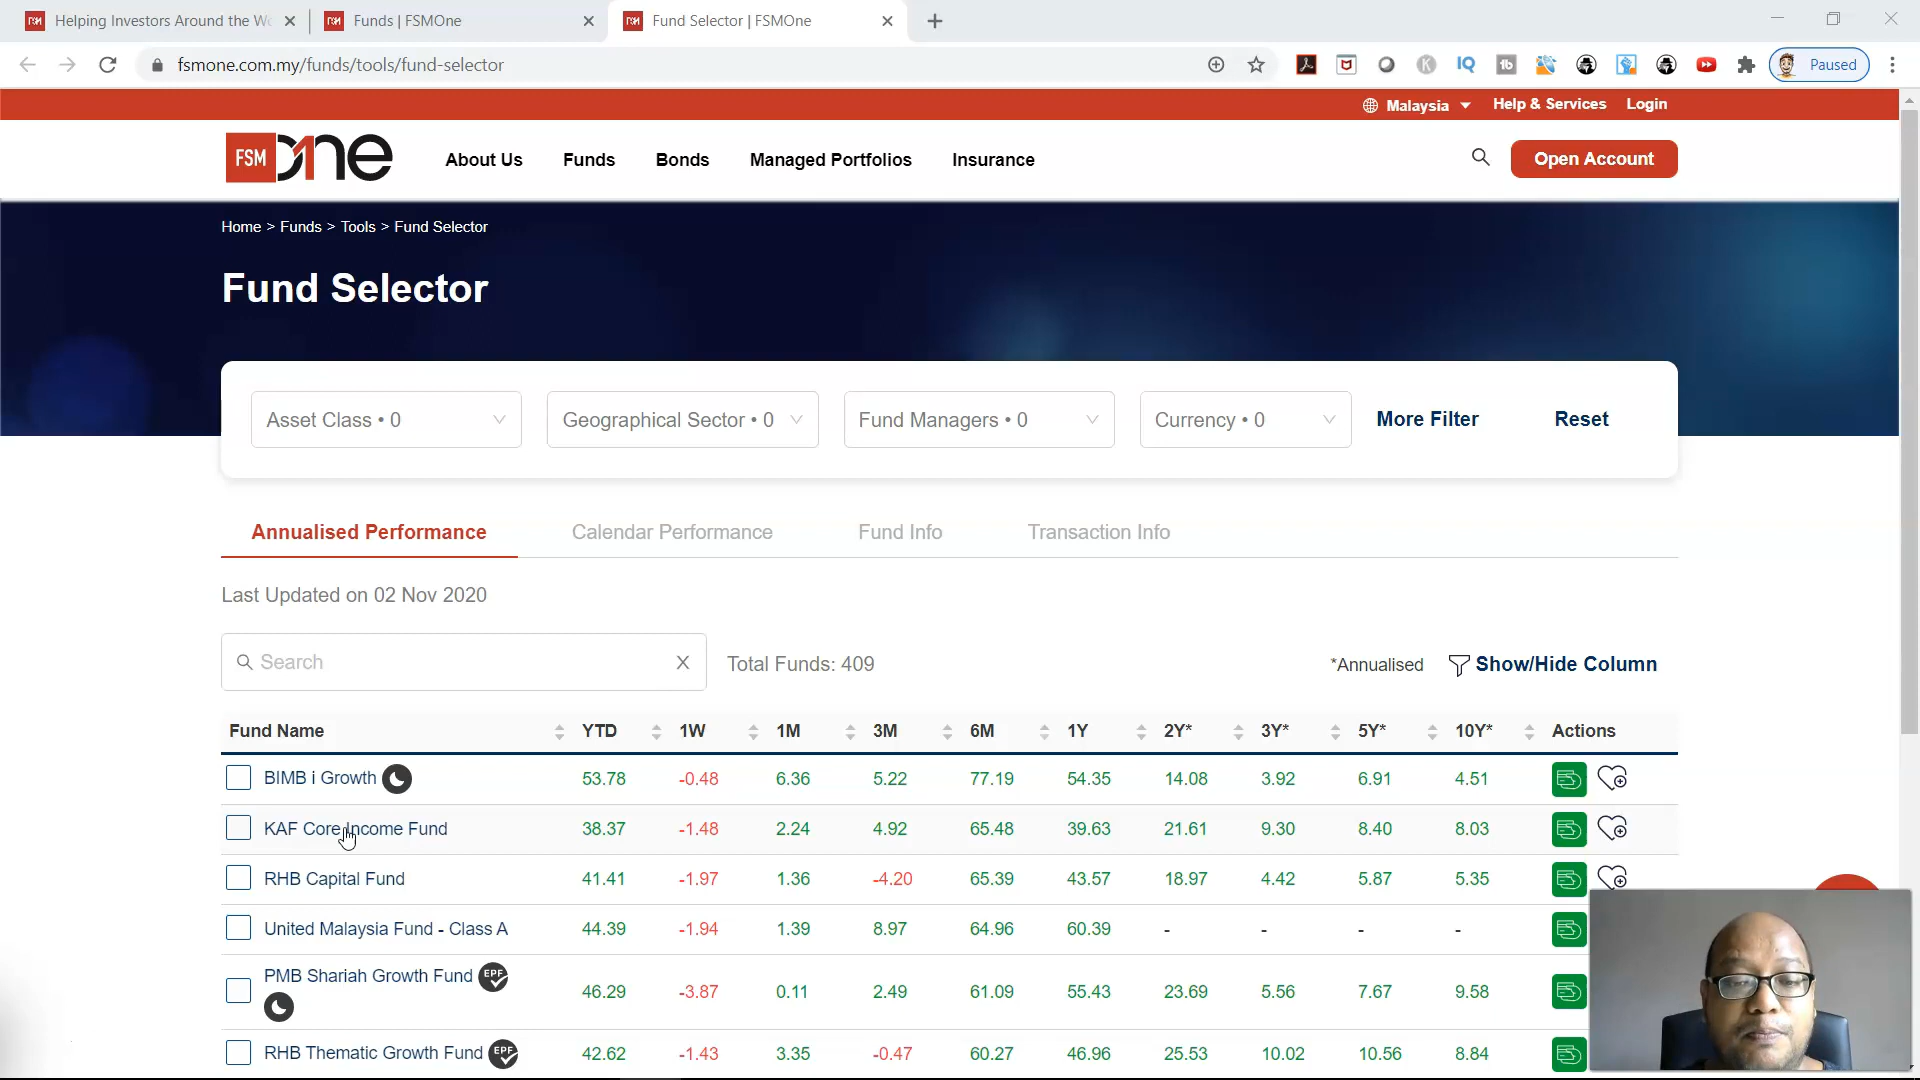 Helping Investors Around the Wo
Funds | FSMOne
Fund Selector | FSMOne
fsmone.com.my/funds/tools/fund-selector
Paused
Malaysia Help & Services Login
FSM One
About Us Funds Bonds Managed Portfolios Insurance
Open Account
Home > Funds > Tools > Fund Selector
Fund Selector
Asset Class • 0 Geographical Sector • 0 Fund Managers • 0 Currency • 0 More Filter Reset
Annualised Performance Calendar Performance Fund Info Transaction Info
Last Updated on 02 Nov 2020
Search X Total Funds: 409 *Annualised Show/Hide Column
Fund Name YTD 1W 1M 3M 6M 1Y 2Y* 3Y* 5Y* 10Y* Actions
BIMB i Growth 53.78 -0.48 6.36 5.22 77.19 54.35 14.08 3.92 6.91 4.51
KAF Core Income Fund 38.37 -1.48 2.24 4.92 65.48 39.63 21.61 9.30 8.40 8.03
RHB Capital Fund 41.41 -1.97 1.36 -4.20 65.39 43.57 18.97 4.42 5.87 5.35
United Malaysia Fund - Class A 44.39 -1.94 1.39 8.97 64.96 60.39 - - - -
PMB Shariah Growth Fund EPF 46.29 -3.87 0.11 2.49 61.09 55.43 23.69 5.56 7.67 9.58
RHB Thematic Growth Fund EPF 42.62 -1.43 3.35 -0.47 60.27 46.96 25.53 10.02 10.56 8.84